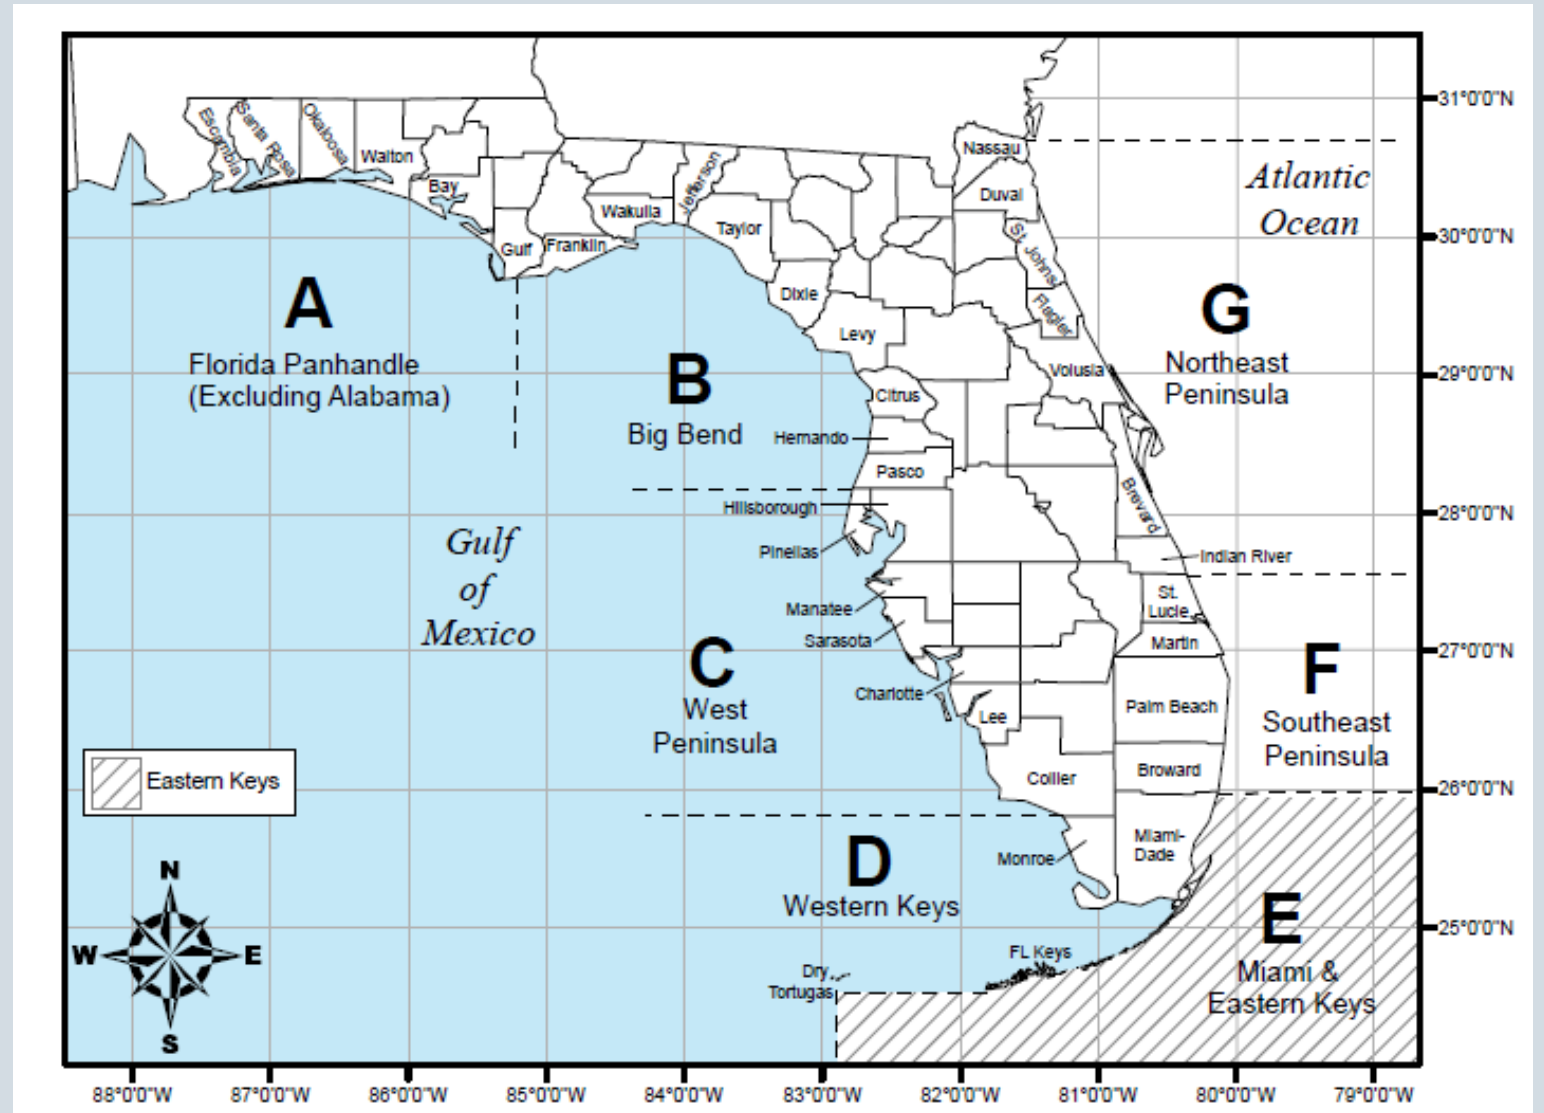 Escambia
Santa Rosa
Okaloosa
Walton
Bay
Gulf
Franklin
Wakulla
Jefferson
Taylor
Dixie
Levy
Citrus
Hernando
Pasco
Hillsborough
Pinellas
Manatee
Sarasota
Charlotte
Lee
Collier
Monroe
Nassau
Duval
St. Johns
Flagler
Volusia
Brevard
Indian River
St.
Lucie
Martin
Palm Beach
Broward
Miami-
Dade
FL Keys
Dry
Tortugas
Atlantic
Ocean
Gulf
of
Mexico
A
Florida Panhandle
(Excluding Alabama)
B
Big Bend
C
West
Peninsula
D
Western Keys
E
Miami &
Eastern Keys
F
Southeast
Peninsula
G
Northeast
Peninsula
Eastern Keys
N
W
E
S
31°0'0"N
30°0'0"N
29°0'0"N
28°0'0"N
27°0'0"N
26°0'0"N
25°0'0"N
88°0'0"W
87°0'0"W
86°0'0"W
85°0'0"W
84°0'0"W
83°0'0"W
82°0'0"W
81°0'0"W
80°0'0"W
79°0'0"W